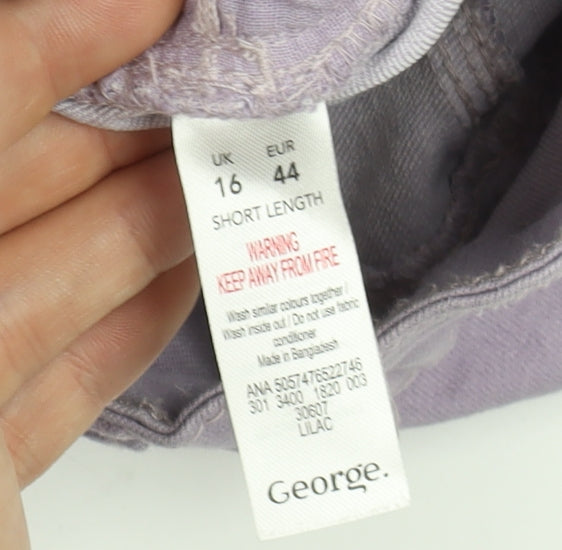 UK EUR
16 44
SHORT LENGTH
WARNING
KEEP AWAY FROM FIRE
Wash similar colours together /
Wash inside out / Do not use fabric
conditioner
Made in Bangladesh
ANA 5057476522746
301 3400 1820 003
30607
LILAC
George.